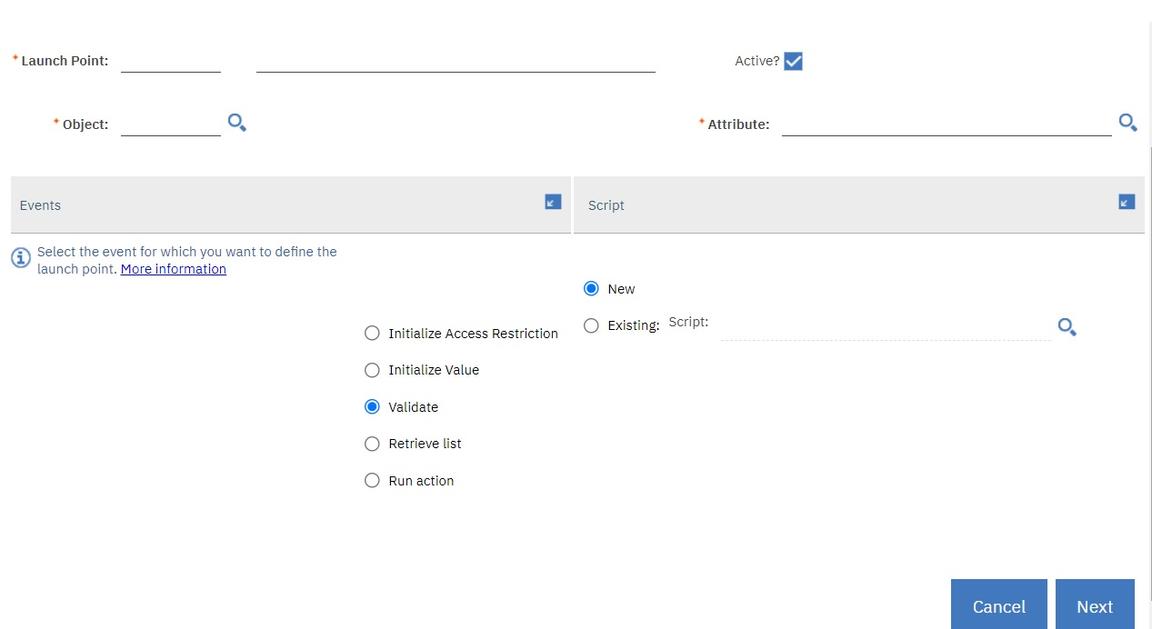 * Launch Point:
Active?
* Object:
* Attribute:
Events
Script
Select the event for which you want to define the
launch point. More information
New
Existing: Script:
Initialize Access Restriction
Initialize Value
Validate
Retrieve list
Run action
Cancel
Next